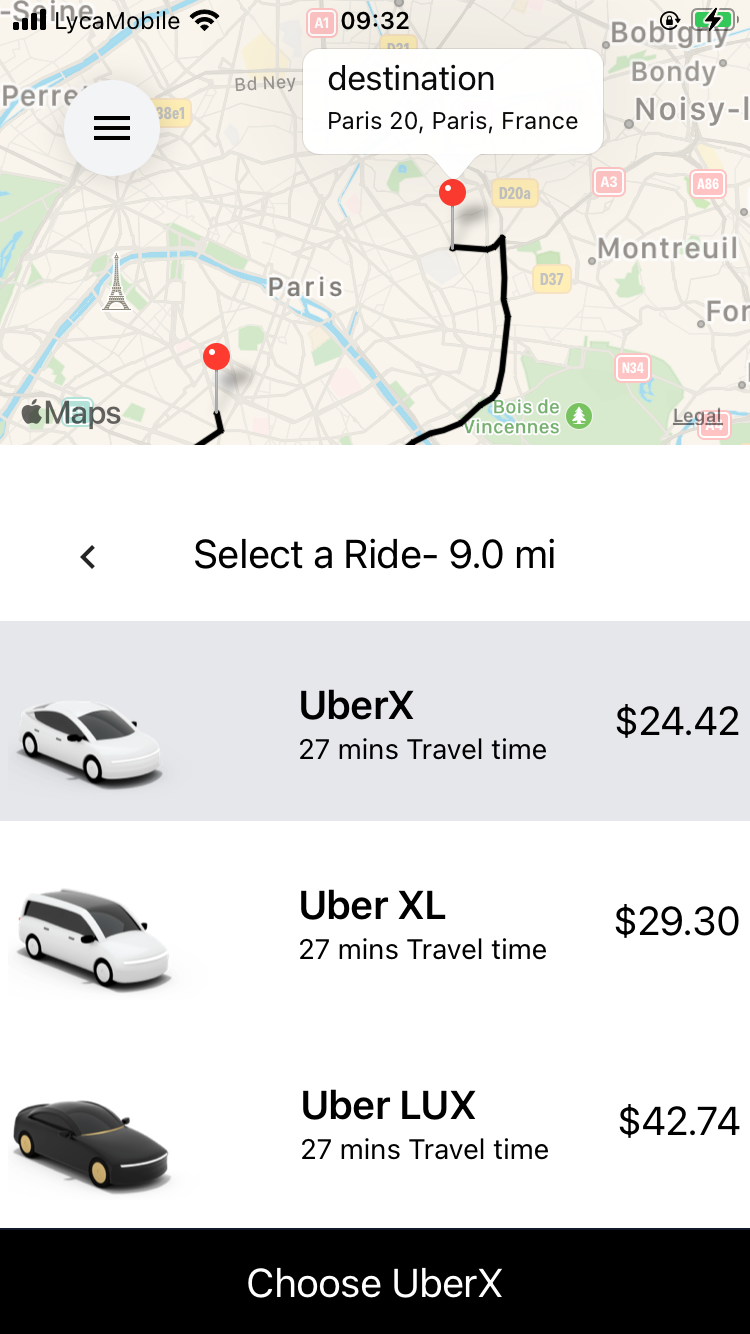 -Seine
LycaMobile
09:32
A1
Bobigny
D21
destination
Paris 20, Paris, France
Bd Ney
Bondy
Perre
38e1
Noisy-l
D20a
A3
A86
Montreuil
Paris
D37
For
N34
Maps
Bois de
Vincennes
Legal
A4
Select a Ride- 9.0 mi
UberX
27 mins Travel time
$24.42
Uber XL
27 mins Travel time
$29.30
Uber LUX
27 mins Travel time
$42.74
Choose UberX